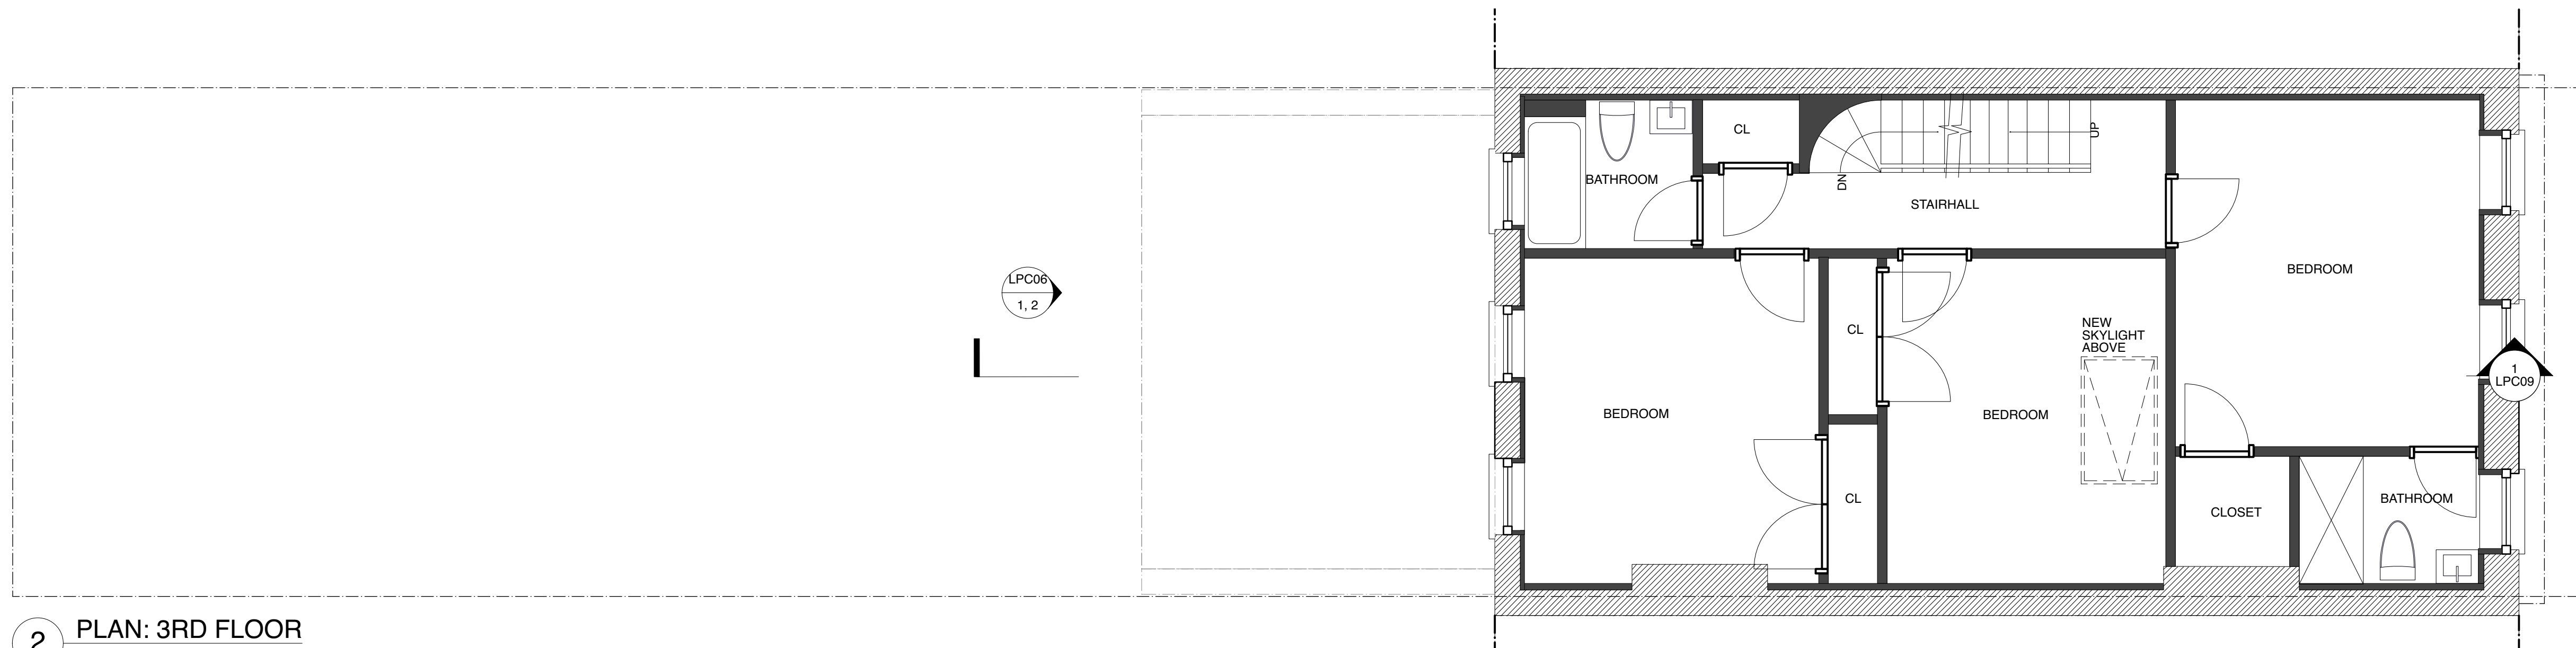 CL
UP
BATHROOM
DN
STAIRHALL
BEDROOM
LPC06
1, 2
CL
NEW
SKYLIGHT
ABOVE
1
LPC09
BEDROOM
BEDROOM
CL
BATHROOM
CLOSET
2
PLAN: 3RD FLOOR